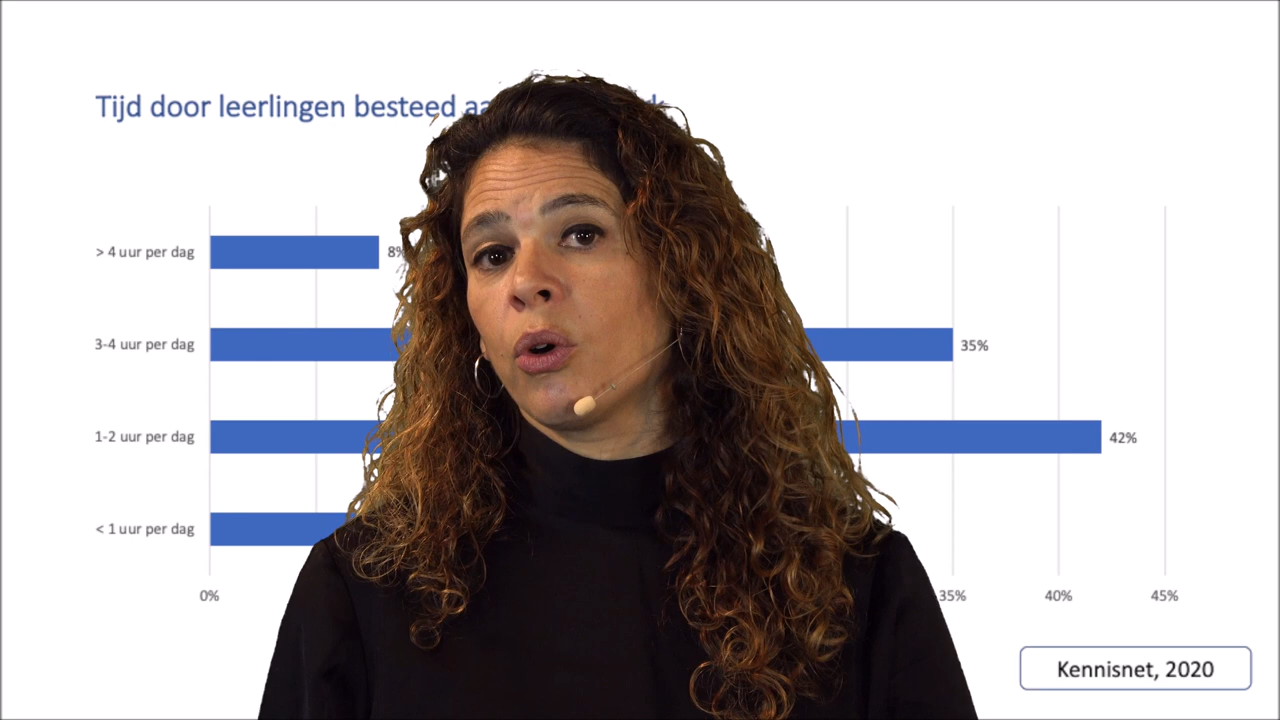 Tijd door leerlingen besteed
> 4 uur per dag
8%
3-4 uur per dag
35%
1-2 uur per dag
42%
< 1 uur per dag
0%
35%
40%
45%
Kennisnet, 2020